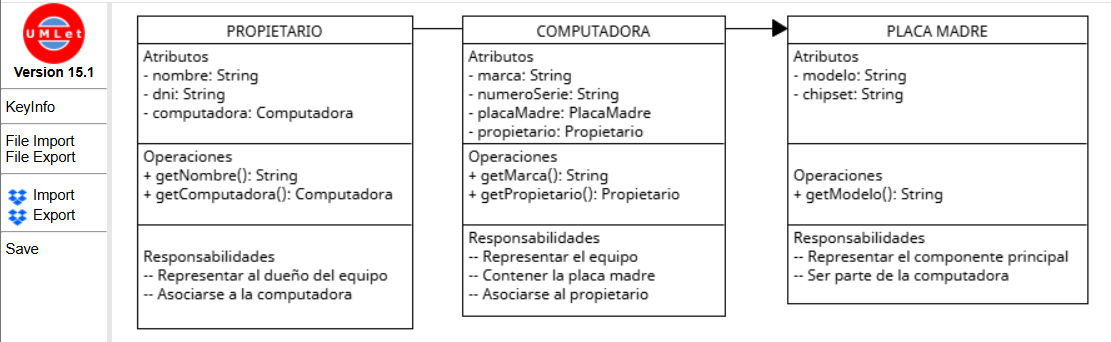 UMLet
Version 15.1
KeyInfo
File Import
File Export
Import
Export
Save
PROPIETARIO
Atributos
- nombre: String
- dni: String
- computadora: Computadora
Operaciones
+ getNombre(): String
+ getComputadora(): Computadora
Responsabilidades
-- Representar al dueño del equipo
-- Asociarse a la computadora
COMPUTADORA
Atributos
- marca: String
- numeroSerie: String
- placaMadre: PlacaMadre
- propietario: Propietario
Operaciones
+ getMarca(): String
+ getPropietario(): Propietario
Responsabilidades
-- Representar el equipo
-- Contener la placa madre
-- Asociarse al propietario
PLACA MADRE
Atributos
- modelo: String
- chipset: String
Operaciones
+ getModelo(): String
Responsabilidades
-- Representar el componente principal
-- Ser parte de la computadora